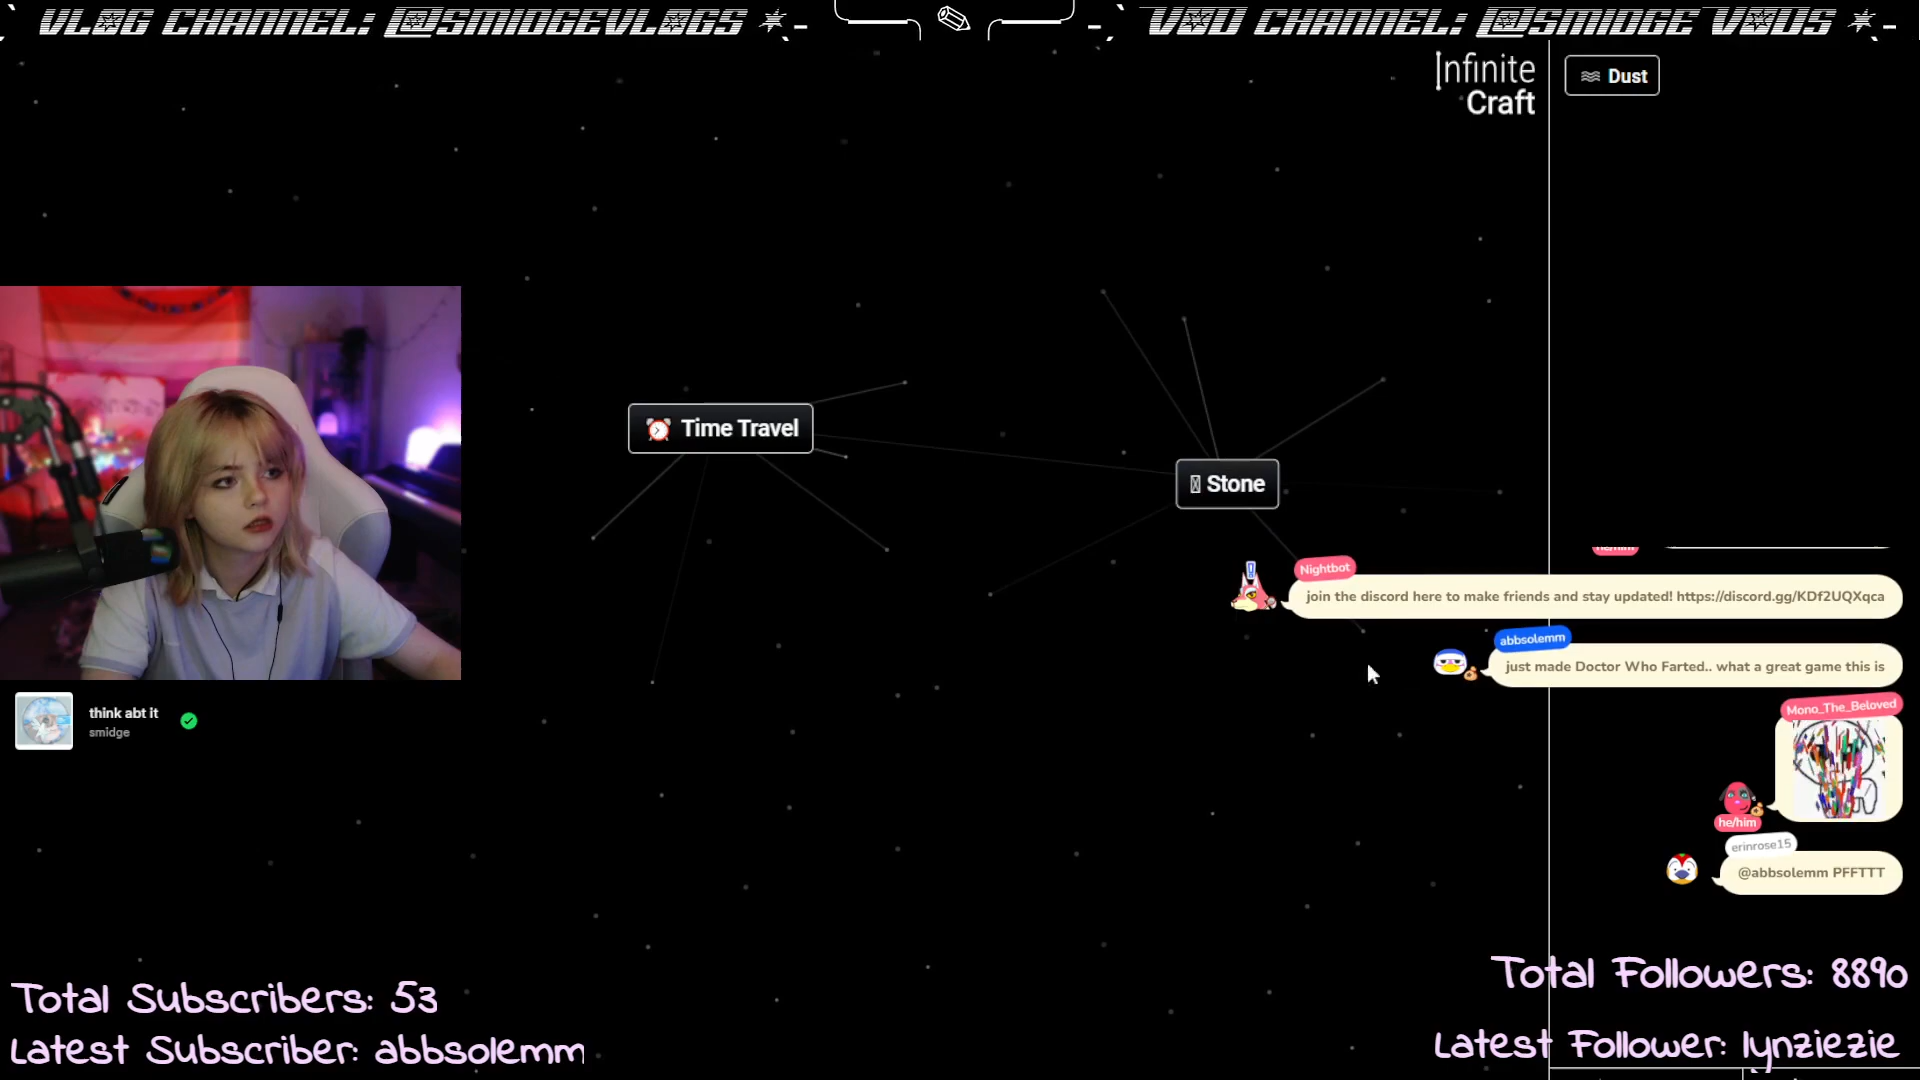 VLOG CHANNEL: @SMIDGEVLOGS
VOD CHANNEL: @SMIDGE VODS
Infinite
Craft
Dust
Time Travel
Stone
he/him
Nightbot
join the discord here to make friends and stay updated! https://discord.gg/KDf2UQXqca
abbsolemm
just made Doctor Who Farted.. what a great game this is
think abt it
smidge
Mono_The_Beloved
he/him
erinrose15
@abbsolemm PFFTTT
Total Subscribers: 53
Latest Subscriber: abbsolemm
Total Followers: 8890
Latest Follower: lynziezie